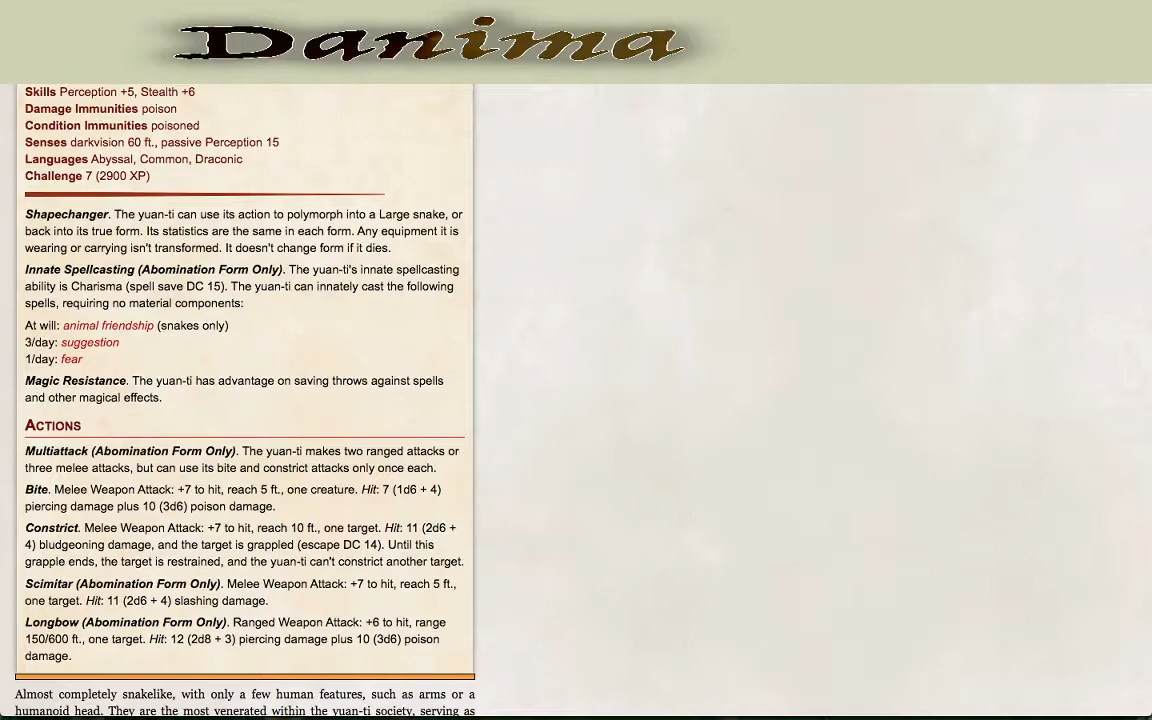 Danima
Skills Perception +5, Stealth +6
Damage Immunities poison
Condition Immunities poisoned
Senses darkvision 60 ft., passive Perception 15
Languages Abyssal, Common, Draconic
Challenge 7 (2900 XP)
Shapechanger. The yuan-ti can use its action to polymorph into a Large snake, or
back into its true form. Its statistics are the same in each form. Any equipment it is
wearing or carrying isn't transformed. It doesn't change form if it dies.
Innate Spellcasting (Abomination Form Only). The yuan-ti's innate spellcasting
ability is Charisma (spell save DC 15). The yuan-ti can innately cast the following
spells, requiring no material components:
At will: animal friendship (snakes only)
3/day: suggestion
1/day: fear
Magic Resistance. The yuan-ti has advantage on saving throws against spells
and other magical effects.
Actions
Multiattack (Abomination Form Only). The yuan-ti makes two ranged attacks or
three melee attacks, but can use its bite and constrict attacks only once each.
Bite. Melee Weapon Attack: +7 to hit, reach 5 ft., one creature. Hit: 7 (1d6 + 4)
piercing damage plus 10 (3d6) poison damage.
Constrict. Melee Weapon Attack: +7 to hit, reach 10 ft., one target. Hit: 11 (2d6 +
4) bludgeoning damage, and the target is grappled (escape DC 14). Until this
grapple ends, the target is restrained, and the yuan-ti can't constrict another target.
Scimitar (Abomination Form Only). Melee Weapon Attack: +7 to hit, reach 5 ft.,
one target. Hit: 11 (2d6 + 4) slashing damage.
Longbow (Abomination Form Only). Ranged Weapon Attack: +6 to hit, range
150/600 ft., one target. Hit: 12 (2d8 + 3) piercing damage plus 10 (3d6) poison
damage.
Almost completely snakelike, with only a few human features, such as arms or a
humanoid head. They are the most venerated within the yuan-ti society, serving as